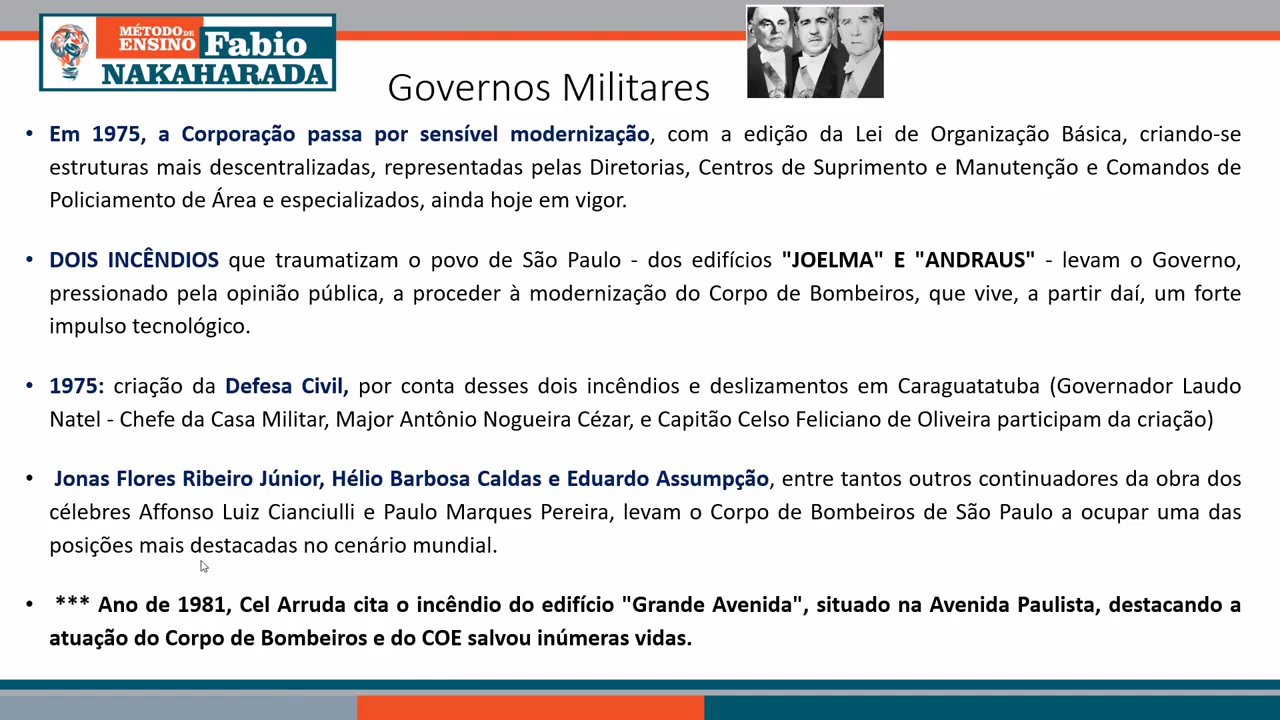 MÉTODO DE
ENSINO Fabio
NAKAHARADA
Governos Militares
• Em 1975, a Corporação passa por sensível modernização, com a edição da Lei de Organização Básica, criando-se
estruturas mais descentralizadas, representadas pelas Diretorias, Centros de Suprimento e Manutenção e Comandos de
Policiamento de Área e especializados, ainda hoje em vigor.
• DOIS INCÊNDIOS que traumatizam o povo de São Paulo - dos edifícios "JOELMA" E "ANDRAUS" - levam o Governo,
pressionado pela opinião pública, a proceder à modernização do Corpo de Bombeiros, que vive, a partir daí, um forte
impulso tecnológico.
• 1975: criação da Defesa Civil, por conta desses dois incêndios e deslizamentos em Caraguatatuba (Governador Laudo
Natel - Chefe da Casa Militar, Major Antônio Nogueira Cézar, e Capitão Celso Feliciano de Oliveira participam da criação)
• Jonas Flores Ribeiro Júnior, Hélio Barbosa Caldas e Eduardo Assumpção, entre tantos outros continuadores da obra dos
célebres Affonso Luiz Cianciulli e Paulo Marques Pereira, levam o Corpo de Bombeiros de São Paulo a ocupar uma das
posições mais destacadas no cenário mundial.
• *** Ano de 1981, Cel Arruda cita o incêndio do edifício "Grande Avenida", situado na Avenida Paulista, destacando a
atuação do Corpo de Bombeiros e do COE salvou inúmeras vidas.